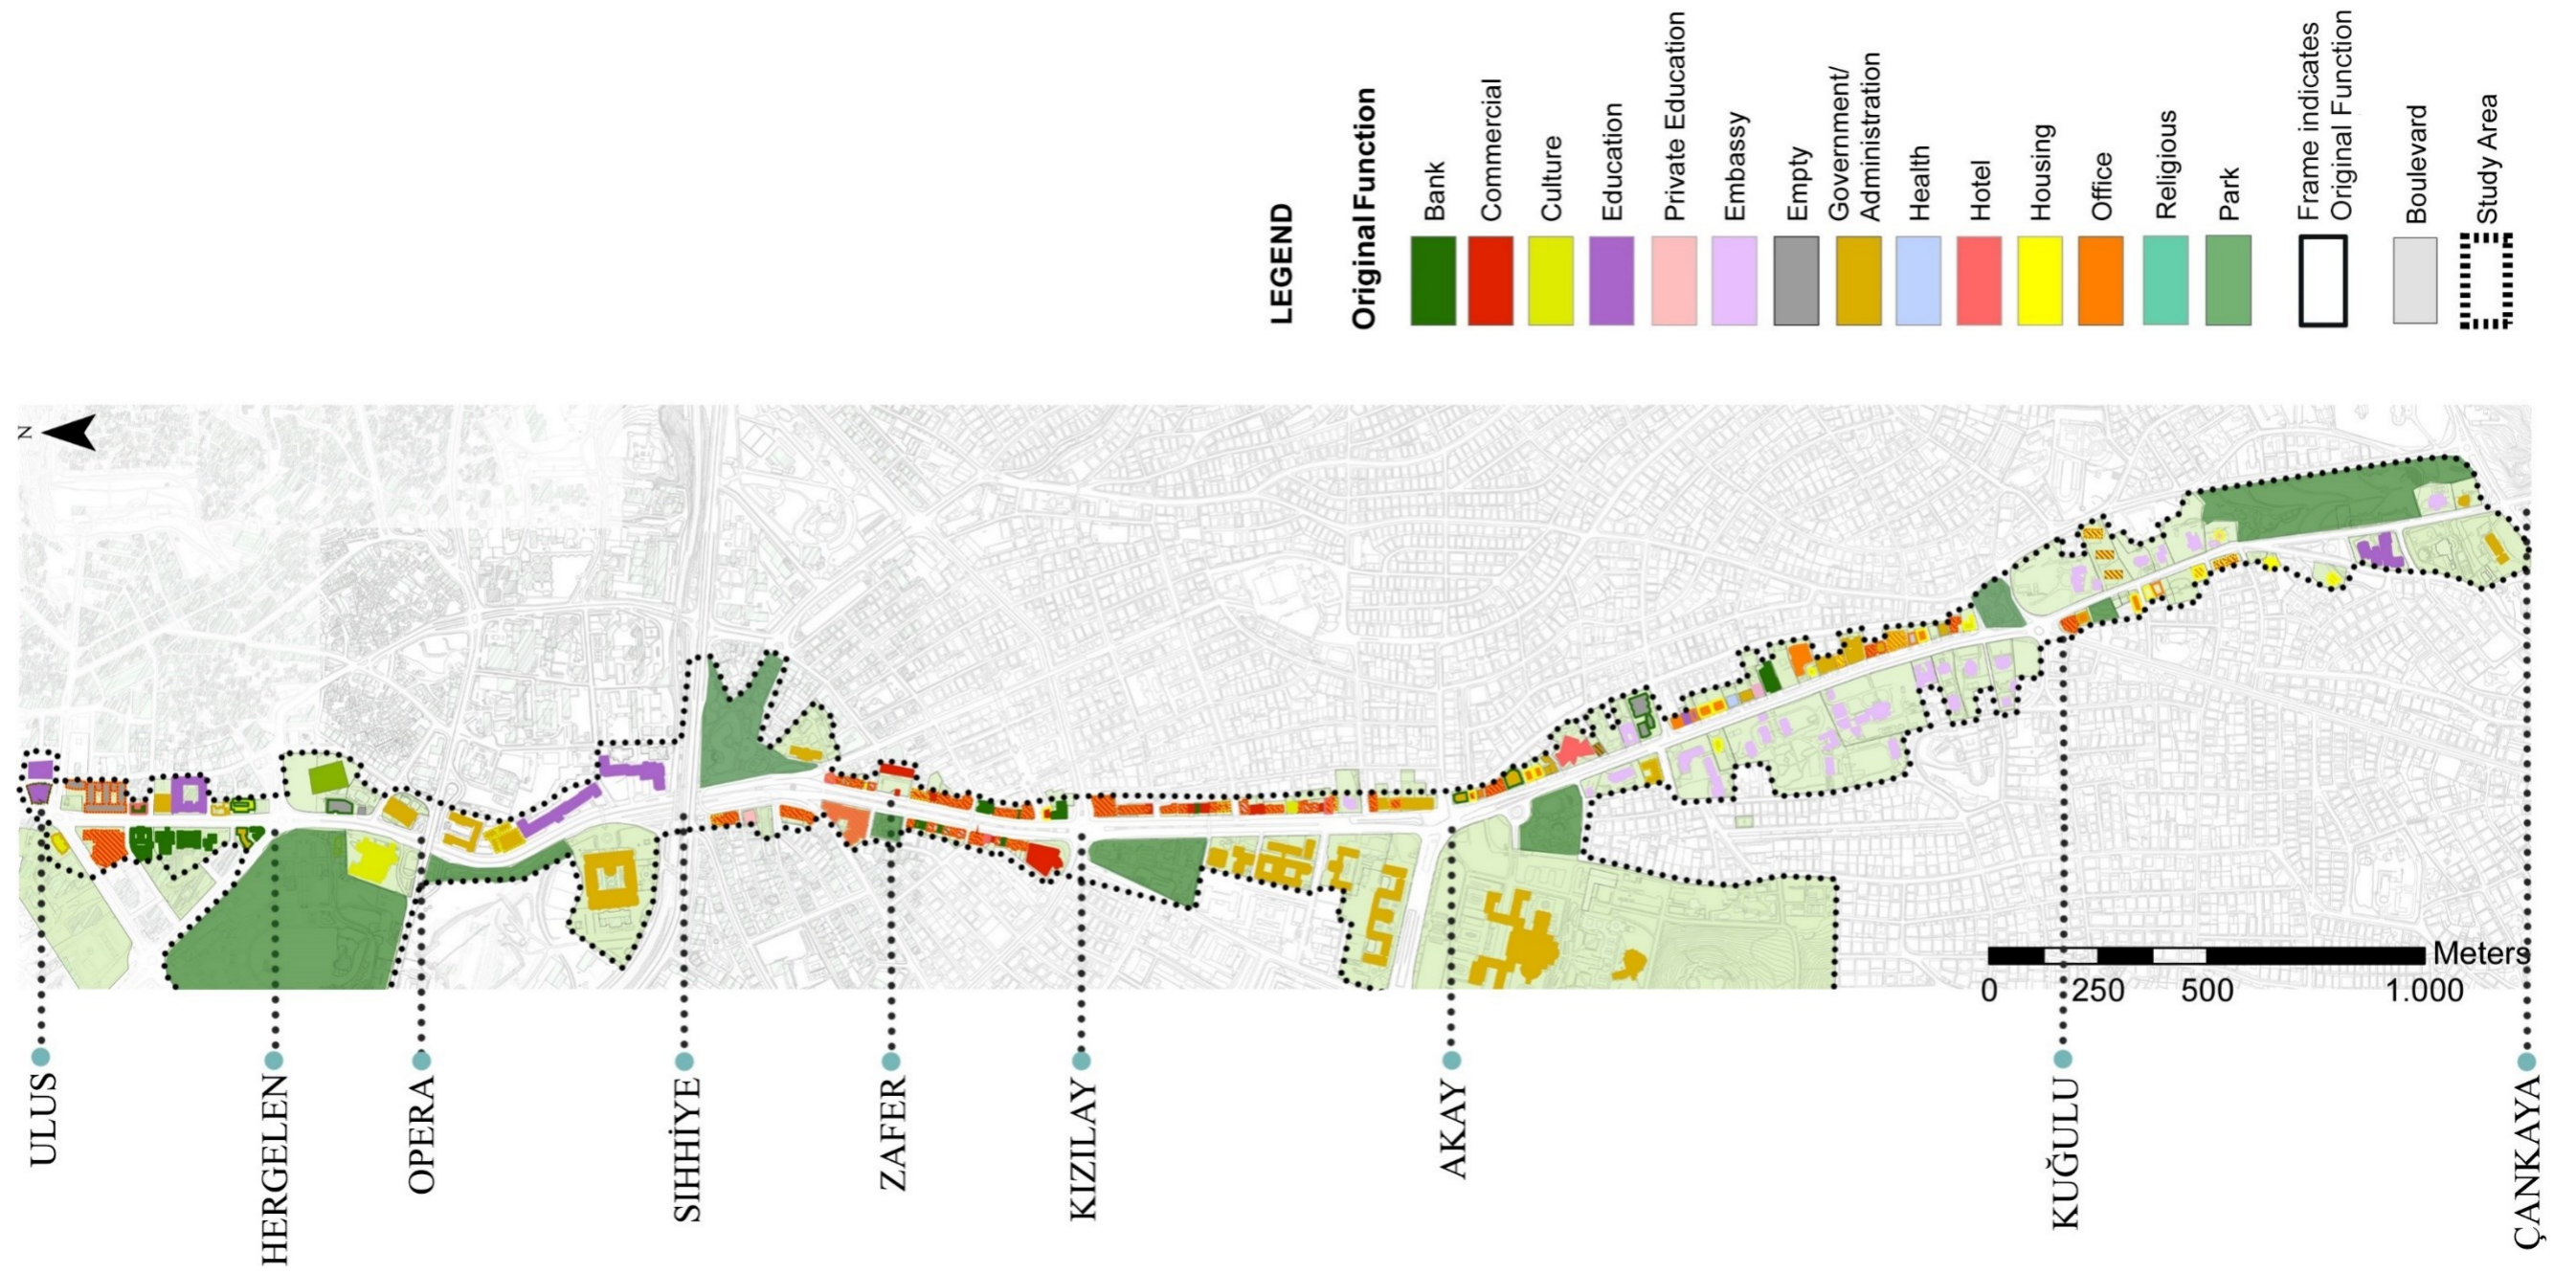 LEGEND
Original Function
Bank
Commercial
Culture
Education
Private Education
Embassy
Empty
Government/
Administration
Health
Hotel
Housing
Office
Religious
Park
Frame indicates
Original Function
Boulevard
Study Area
N
Meters
0 250 500 1.000
ULUS
HERGELEN
OPERA
SIHHİYE
ZAFER
KIZILAY
AKAY
KUĞULU
ÇANKAYA